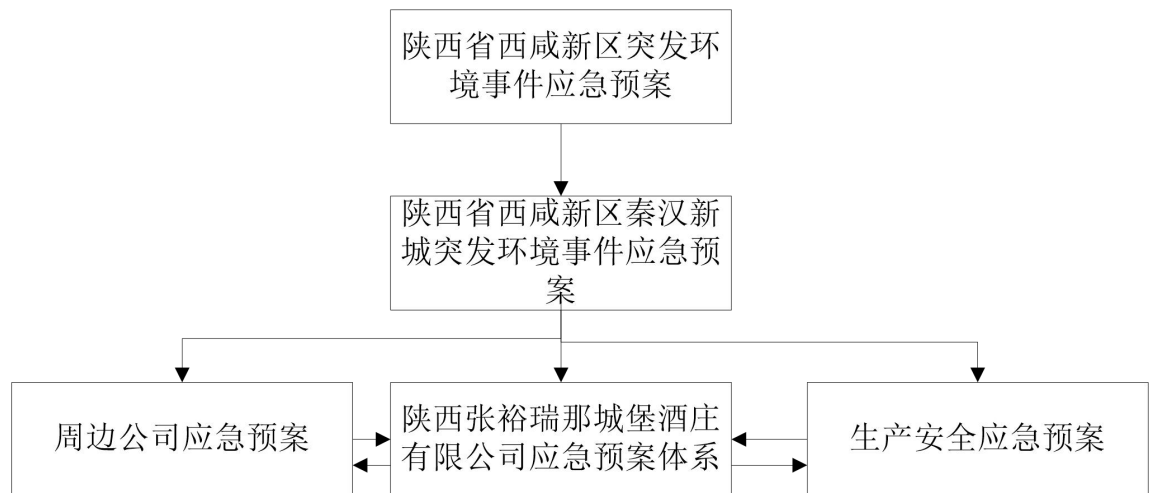 陕西省西咸新区突发环
境事件应急预案
陕西省西咸新区秦汉新
城突发环境事件应急预
案
周边公司应急预案
陕西张裕瑞那城堡酒庄
有限公司应急预案体系
生产安全应急预案